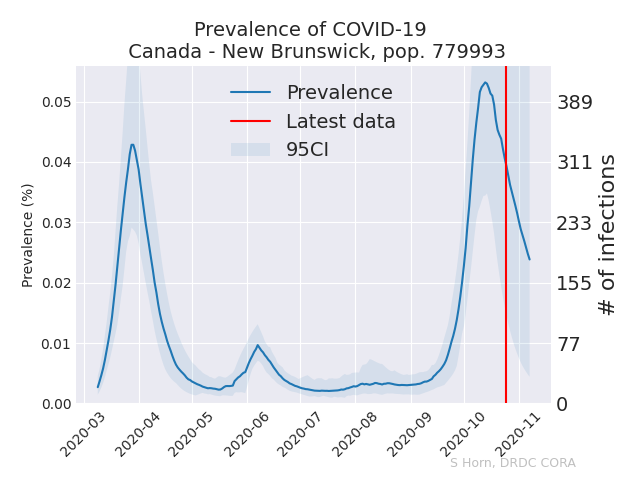 Prevalence of COVID-19
Canada - New Brunswick, pop. 779993
Prevalence
Latest data
95CI
Prevalence (%)
0.05
0.04
0.03
0.02
0.01
0.00
389
311
233
155
77
0
# of infections
2020-03
2020-04
2020-05
2020-06
2020-07
2020-08
2020-09
2020-10
2020-11
S Horn, DRDC CORA